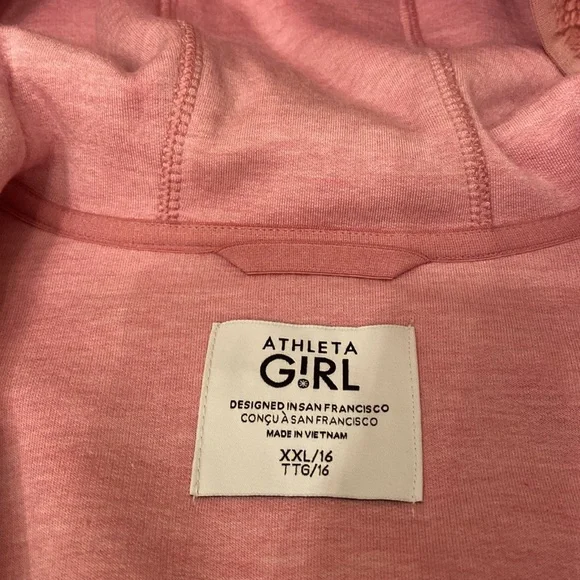 ATHLETA
G!RL
DESIGNED IN SAN FRANCISCO
CONÇU À SAN FRANCISCO
MADE IN VIETNAM
XXL/16
TTG/16